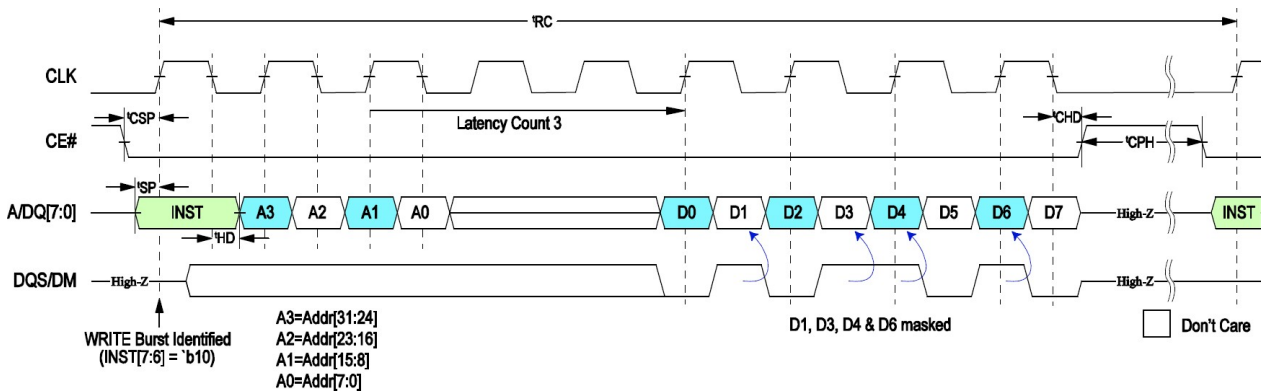 tRC
CLK
tCSP
Latency Count 3
tCHD
CE#
tCPH
tSP
A/DQ[7:0]
INST A3 A2 A1 A0 D0 D1 D2 D3 D4 D5 D6 D7 High-Z INST
tHD
DQS/DM High-Z High-Z
WRITE Burst Identified
(INST[7:6] = `b10)
A3=Addr[31:24]
A2=Addr[23:16]
A1=Addr[15:8]
A0=Addr[7:0]
D1, D3, D4 & D6 masked
Don't Care